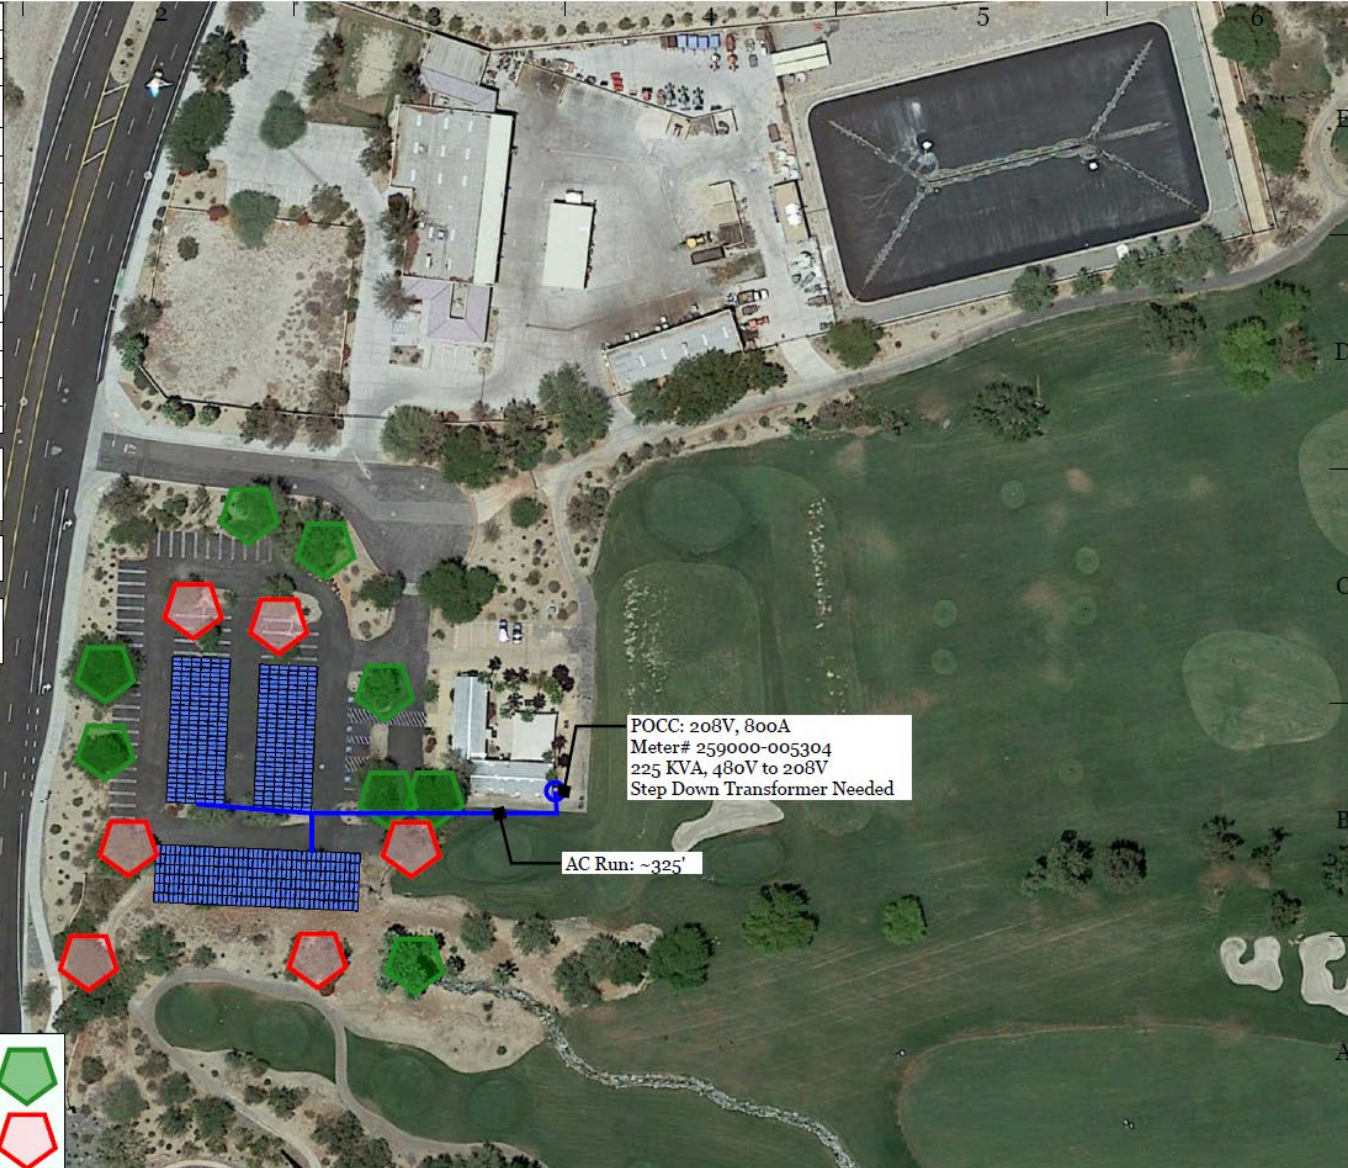 2 3 4 5 6
E
D
C
POCC: 208V, 800A
Meter# 259000-005304
225 KVA, 480V to 208V
Step Down Transformer Needed
B
AC Run: ~325'
A